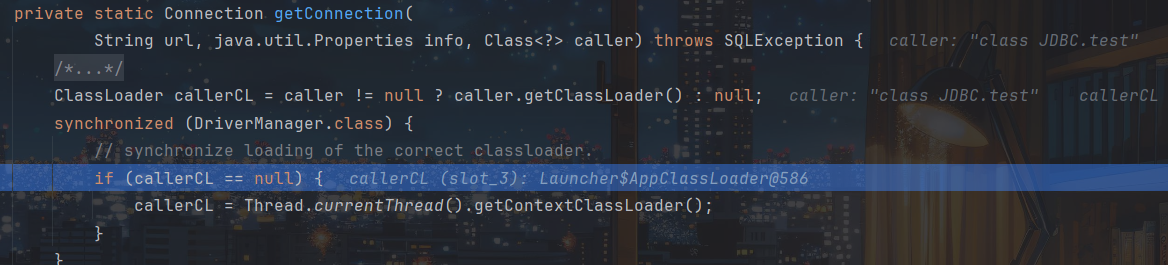 private static Connection getConnection(
String url, java.util.Properties info, Class<?> caller) throws SQLException {   caller: "class JDBC.test"
/*...*/
ClassLoader callerCL = caller != null ? caller.getClassLoader() : null;   caller: "class JDBC.test"    callerCL
synchronized (DriverManager.class) {
// synchronize loading of the correct classloader.
if (callerCL == null) {   callerCL (slot_3): Launcher$AppClassLoader@586
callerCL = Thread.currentThread().getContextClassLoader();
}
}